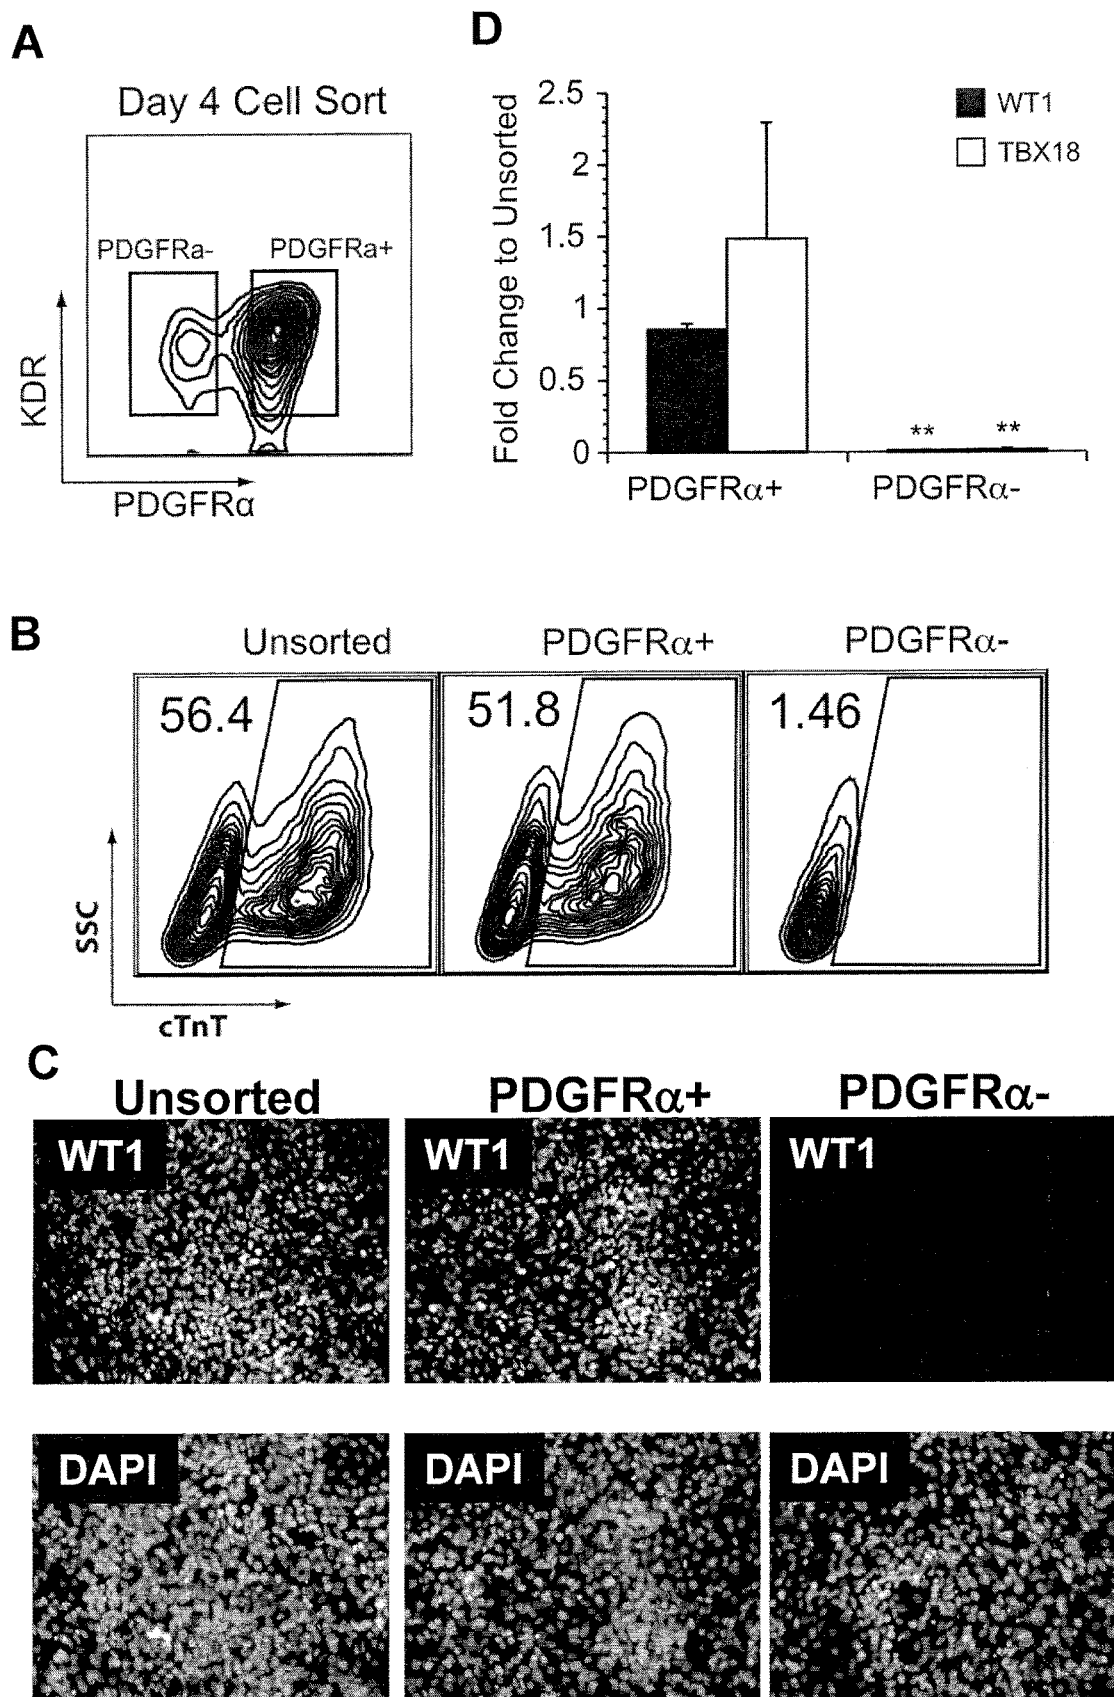 A
Day 4 Cell Sort
PDGFRa-
PDGFRa+
KDR
PDGFRα
D
Fold Change to Unsorted
2.5
2
1.5
1
0.5
0
WT1
TBX18
**
**
PDGFRα+
PDGFRα-
B
Unsorted
PDGFRα+
PDGFRα-
56.4
51.8
1.46
SSC
cTnT
C
Unsorted
PDGFRα+
PDGFRα-
WT1
WT1
WT1
DAPI
DAPI
DAPI